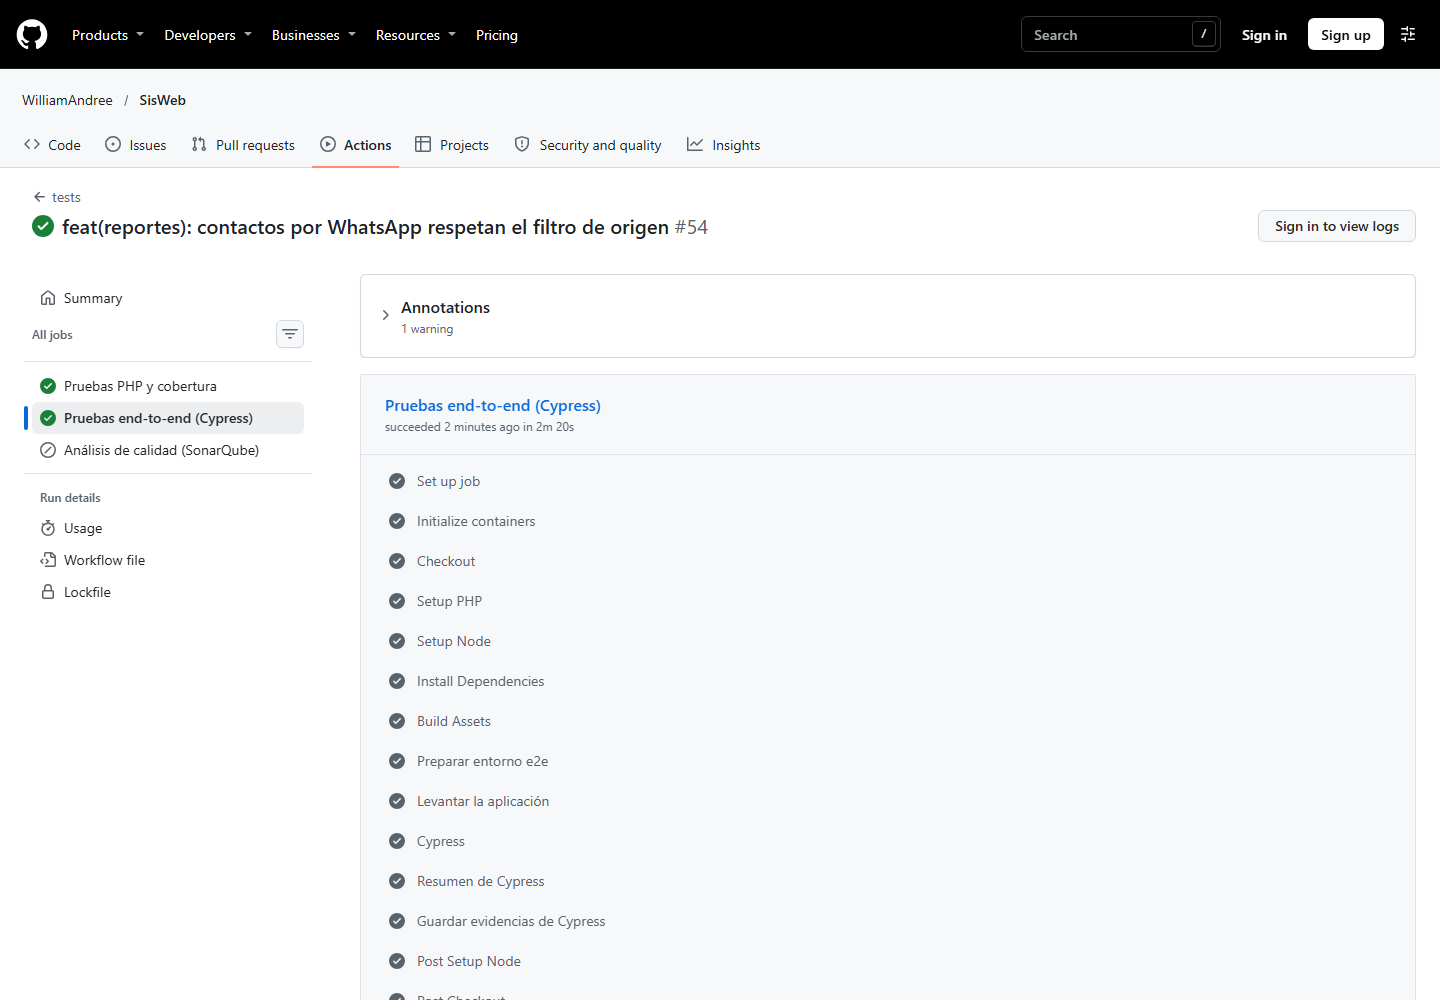 Products
Developers
Businesses
Resources
Pricing
Search
/
Sign in
Sign up
WilliamAndree / SisWeb
Code
Issues
Pull requests
Actions
Projects
Security and quality
Insights
← tests
feat(reportes): contactos por WhatsApp respetan el filtro de origen #54
Sign in to view logs
Summary
All jobs
Pruebas PHP y cobertura
Pruebas end-to-end (Cypress)
Análisis de calidad (SonarQube)
Run details
Usage
Workflow file
Lockfile
Annotations
1 warning
Pruebas end-to-end (Cypress)
succeeded 2 minutes ago in 2m 20s
Set up job
Initialize containers
Checkout
Setup PHP
Setup Node
Install Dependencies
Build Assets
Preparar entorno e2e
Levantar la aplicación
Cypress
Resumen de Cypress
Guardar evidencias de Cypress
Post Setup Node
Post Checkout